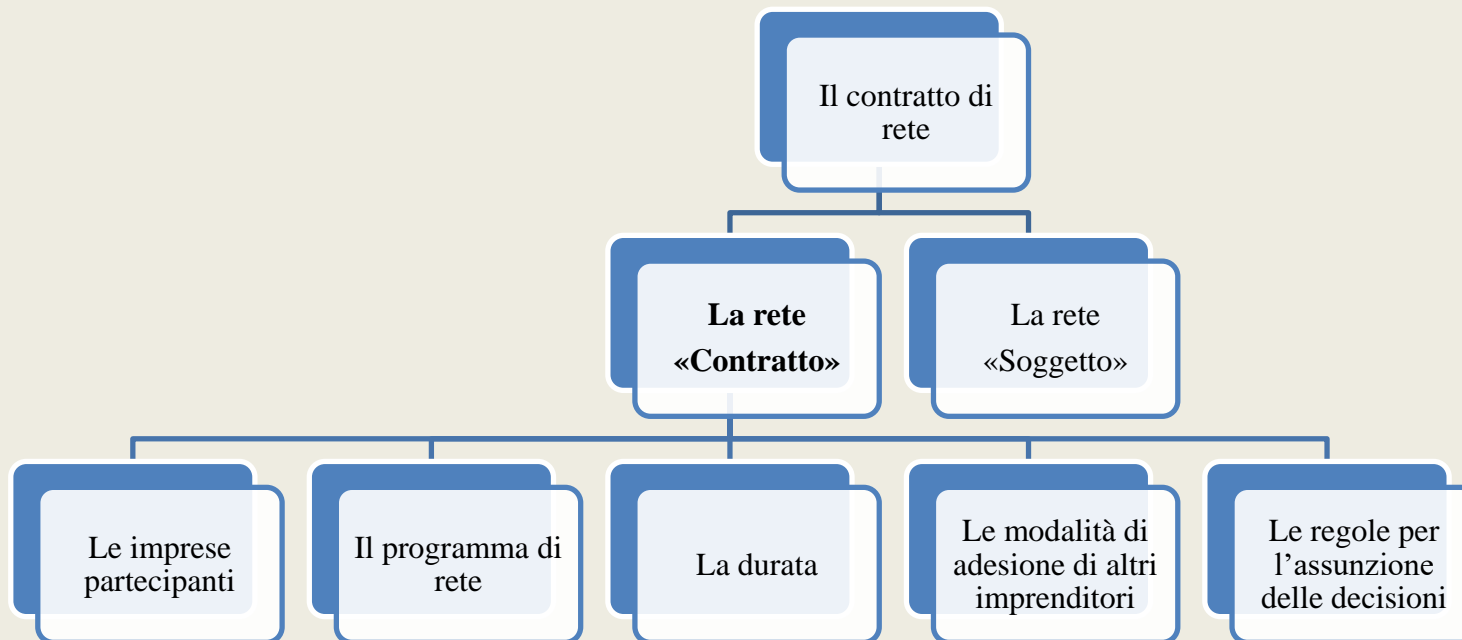 Il contratto di
rete
La rete
«Contratto»
La rete
«Soggetto»
Le imprese
partecipanti
Il programma di
rete
La durata
Le modalità di
adesione di altri
imprenditori
Le regole per
l’assunzione
delle decisioni